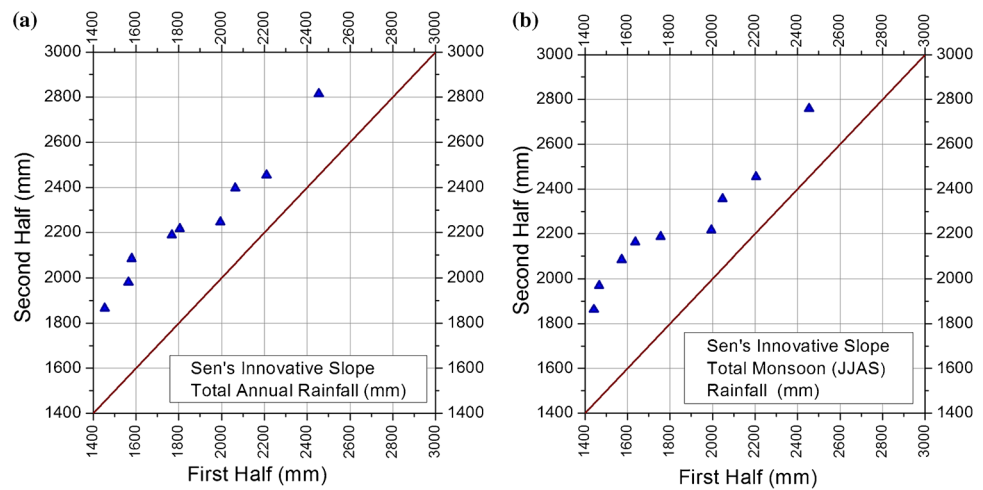 (a)
1400 1600 1800 2000 2200 2400 2600 2800 3000
3000 3000
2800 2800
2600 2600
2400 2400
2200 2200
2000 2000
1800 1800
1600 1600
1400 1400
Second Half (mm)
Sen's Innovative Slope
Total Annual Rainfall (mm)
1400 1600 1800 2000 2200 2400 2600 2800 3000
First Half (mm)
(b)
1400 1600 1800 2000 2200 2400 2600 2800 3000
3000 3000
2800 2800
2600 2600
2400 2400
2200 2200
2000 2000
1800 1800
1600 1600
1400 1400
Second Half (mm)
Sen's Innovative Slope
Total Monsoon (JJAS)
Rainfall (mm)
1400 1600 1800 2000 2200 2400 2600 2800 3000
First Half (mm)